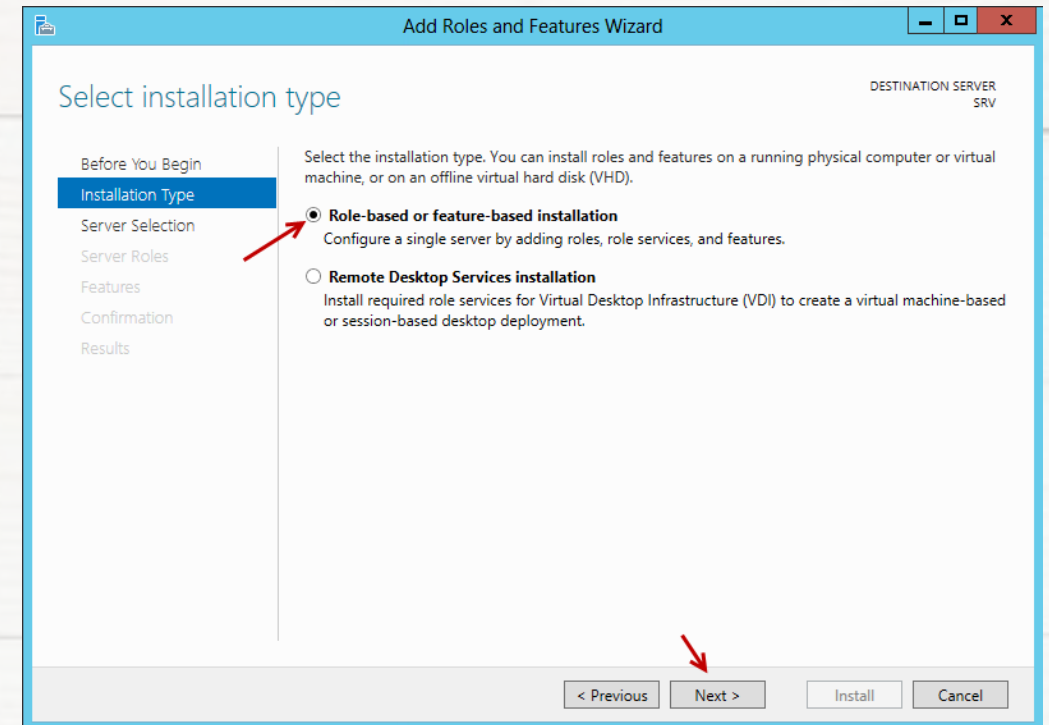 Add Roles and Features Wizard
Select installation type
DESTINATION SERVER
SRV
Before You Begin
Installation Type
Server Selection
Server Roles
Features
Confirmation
Results
Select the installation type. You can install roles and features on a running physical computer or virtual
machine, or on an offline virtual hard disk (VHD).
Role-based or feature-based installation
Configure a single server by adding roles, role services, and features.
Remote Desktop Services installation
Install required role services for Virtual Desktop Infrastructure (VDI) to create a virtual machine-based
or session-based desktop deployment.
< Previous
Next >
Install
Cancel